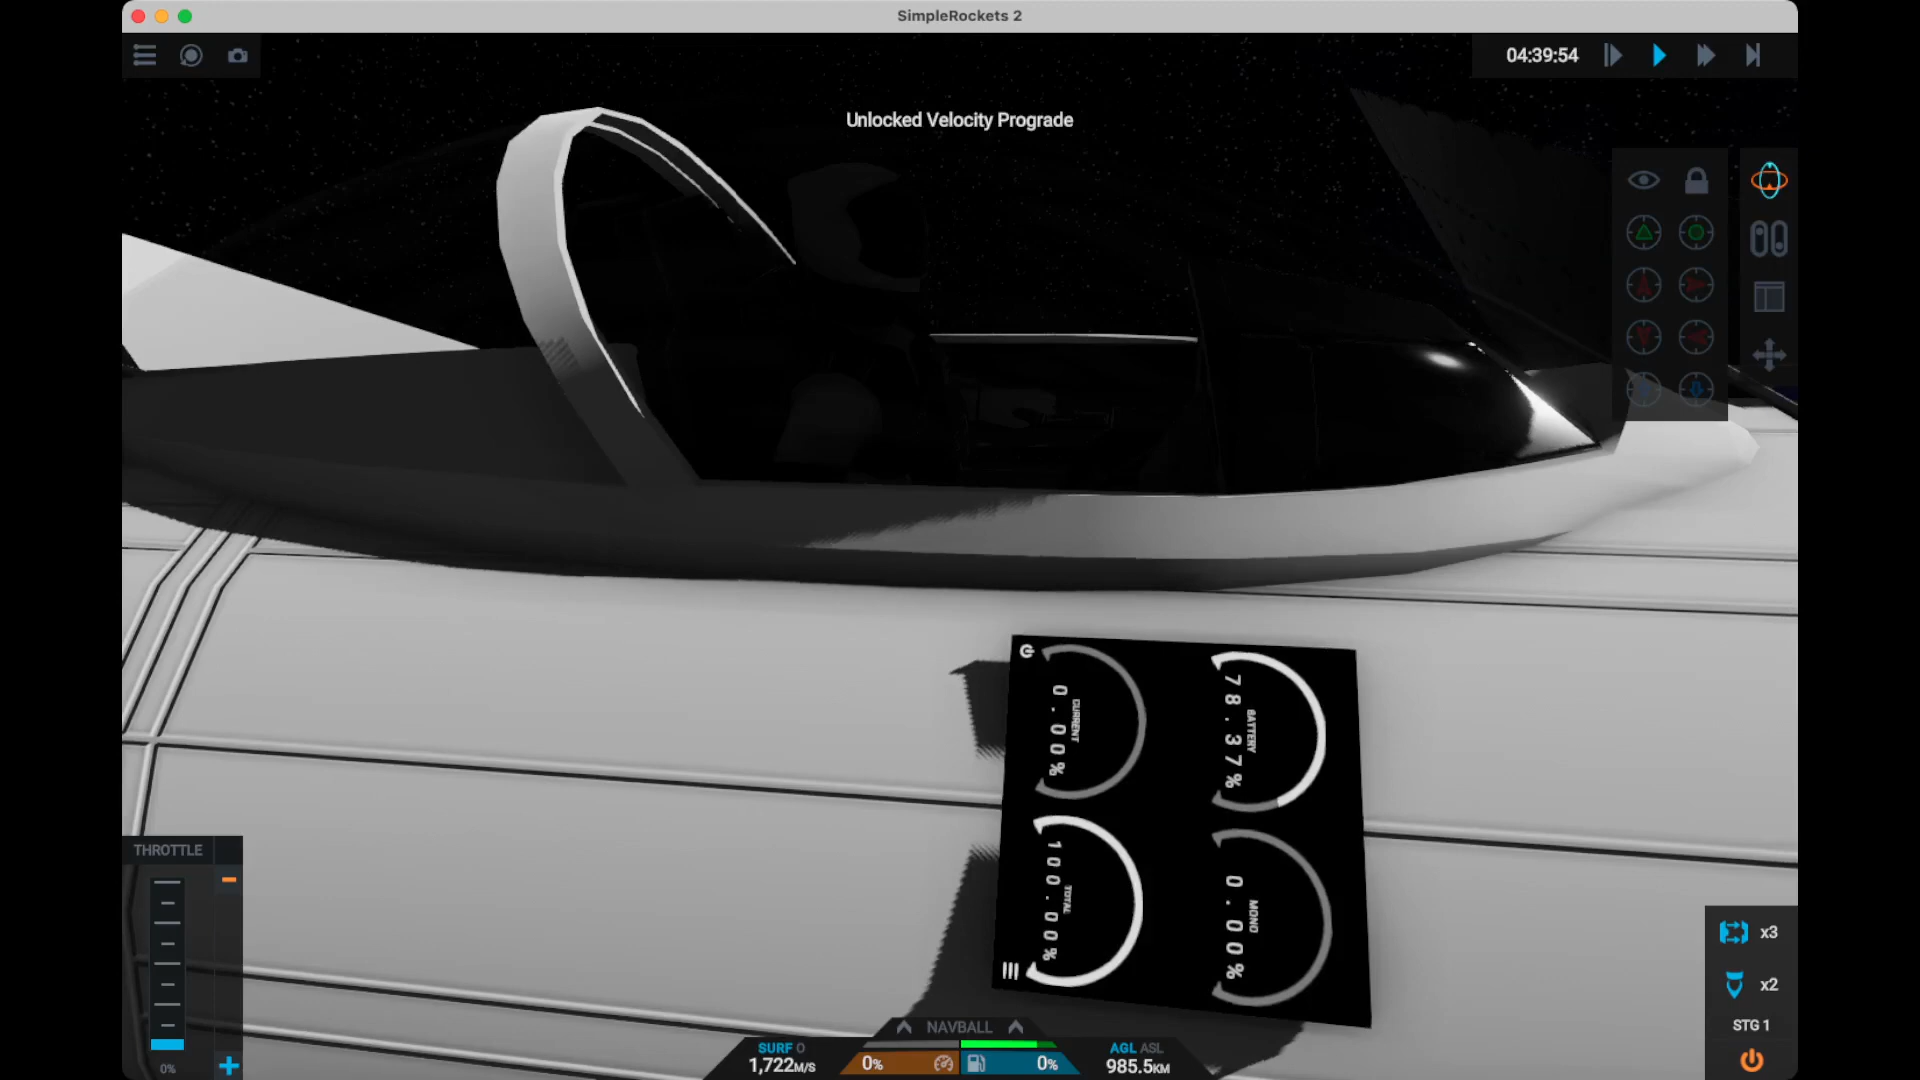 SimpleRockets 2
04:39:54
Unlocked Velocity Prograde
CURRENT
0.00%
BATTERY
78.37%
TOTAL
100.00%
MONO
0.00%
THROTTLE
0%
NAVBALL
SURF O
1,722M/S
0%
0%
AGL ASL
985.5KM
x3
x2
STG 1